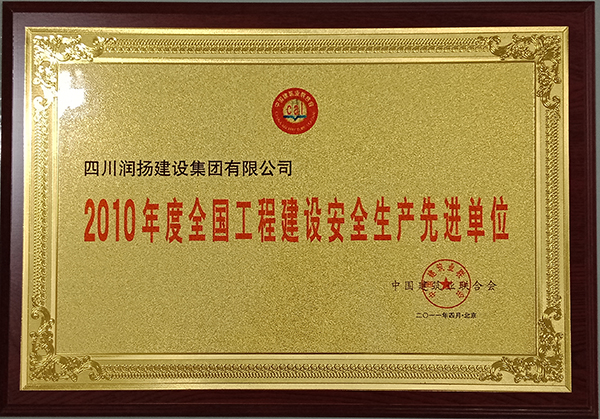 四川润扬建设集团有限公司
2010年度全国工程建设安全生产先进单位
中国建筑业联合会
二〇一一年四月·北京